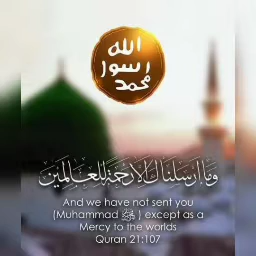 الله
رسول
محمد
وما أرسلناك إلا رحمة للعالمين
And we have not sent you
(Muhammad ﷺ) except as a
Mercy to the worlds
Quran 21:107